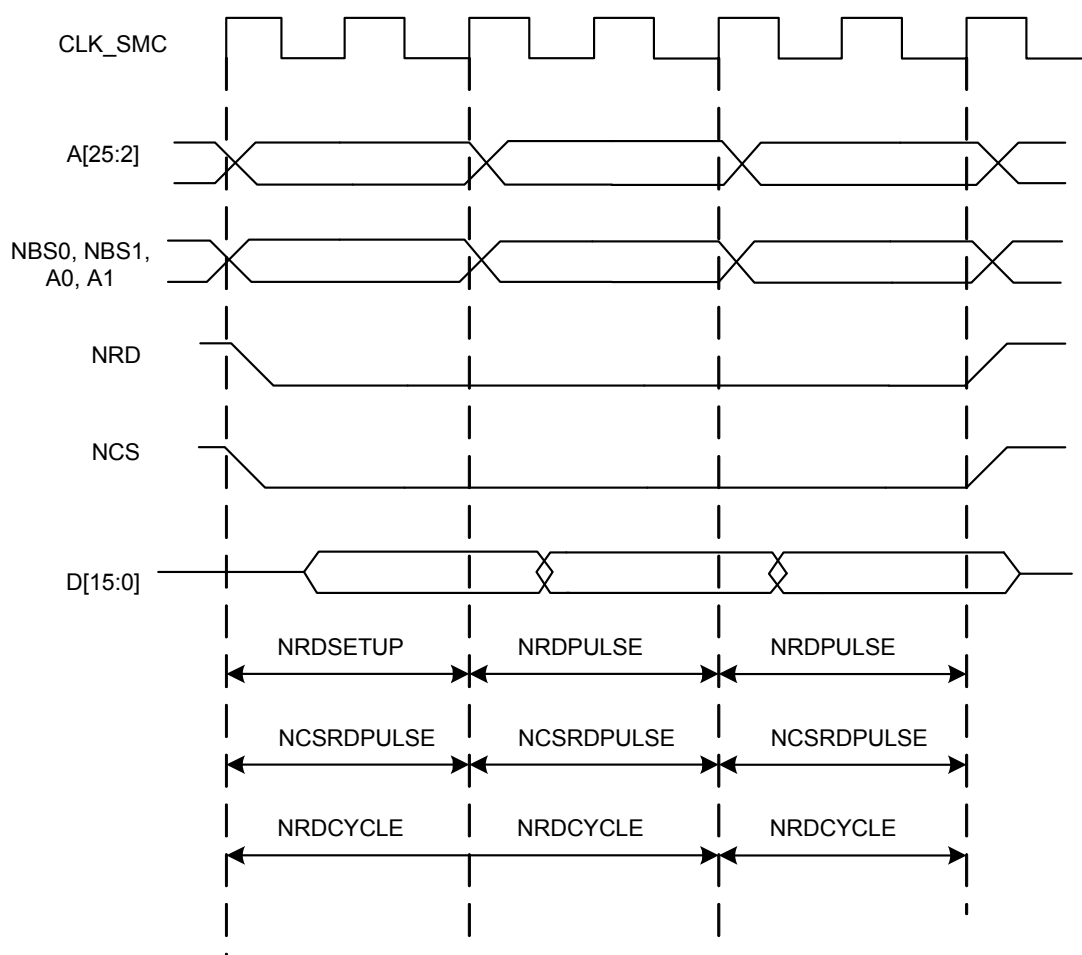 CLK_SMC
A[25:2]
NBS0, NBS1,
A0, A1
NRD
NCS
D[15:0]
NRDSETUP NRDPULSE NRDPULSE
NCSRDPULSE NCSRDPULSE NCSRDPULSE
NRDCYCLE NRDCYCLE NRDCYCLE